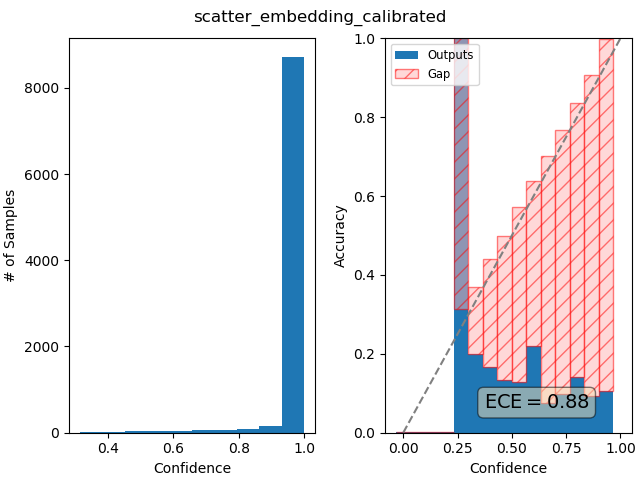 scatter_embedding_calibrated
# of Samples
8000
6000
4000
2000
0
0.4 0.6 0.8 1.0
Confidence
Accuracy
1.0
0.8
0.6
0.4
0.2
0.0
Outputs
Gap
ECE = 0.88
0.00 0.25 0.50 0.75 1.00
Confidence